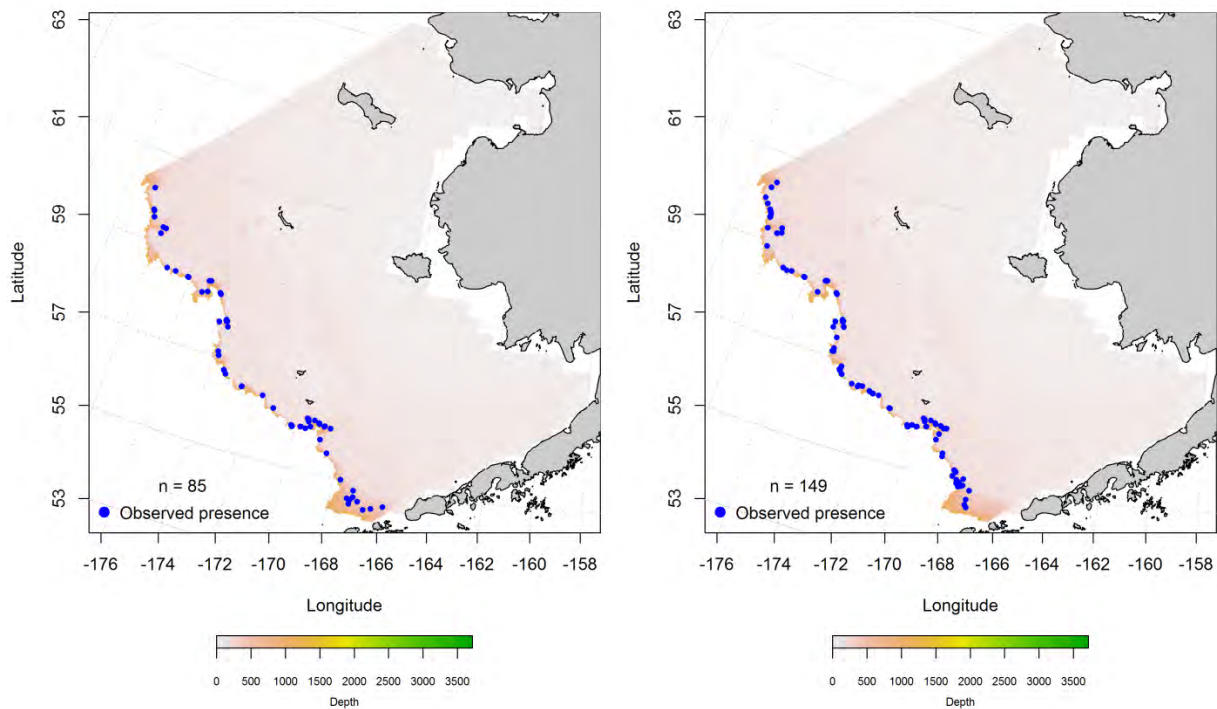 63
61
59
57
55
53
Latitude
n = 85
Observed presence
-176
-174
-172
-170
-168
-166
-164
-162
-160
-158
Longitude
0 500 1000 1500 2000 2500 3000 3500
Depth
63
61
59
57
55
53
Latitude
n = 149
Observed presence
-176
-174
-172
-170
-168
-166
-164
-162
-160
-158
Longitude
0 500 1000 1500 2000 2500 3000 3500
Depth